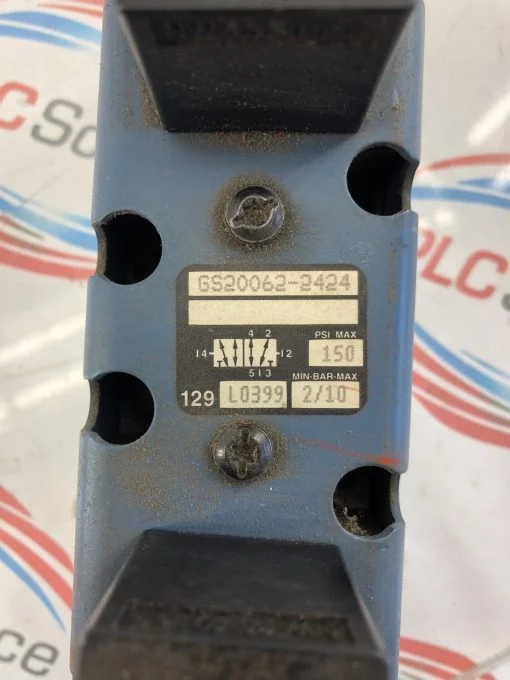 GS20062-2424
4 2
PSI MAX
14 12
150
5 1 3
MIN-BAR-MAX
129 L0399 2/10